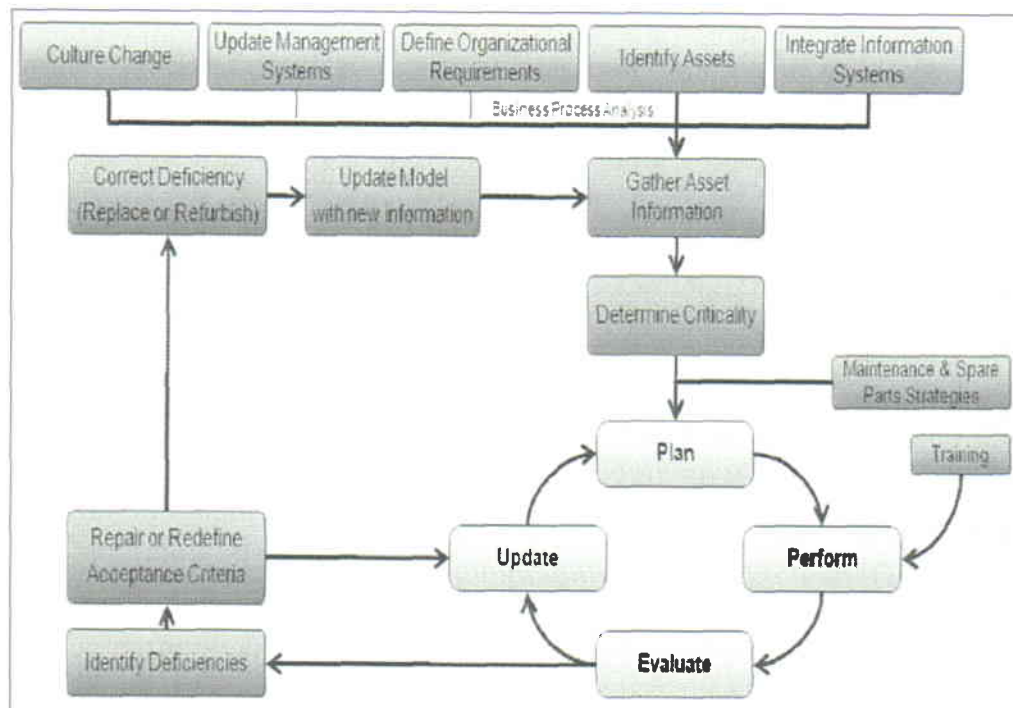 Culture Change
Update Management
Systems
Define Organizational
Requirements
Identify Assets
Integrate Information
Systems
Business Process Analysis
Correct Deficiency
(Replace or Refurbish)
Update Model
with new information
Gather Asset
Information
Determine Criticality
Maintenance & Spare
Parts Strategies
Plan
Training
Repair or Redefine
Acceptance Criteria
Update
Perform
Identify Deficiencies
Evaluate